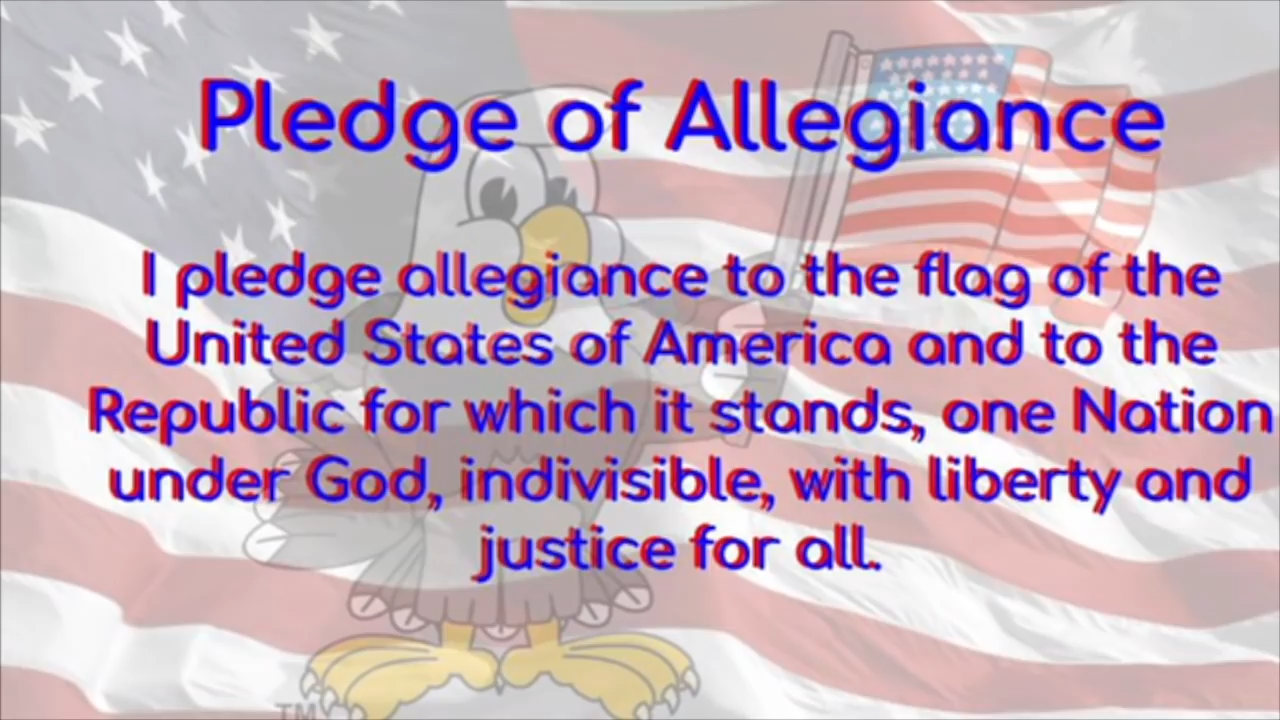 Pledge of Allegiance
I pledge allegiance to the flag of the
United States of America and to the
Republic for which it stands, one Nation
under God, indivisible, with liberty and
justice for all.
TM